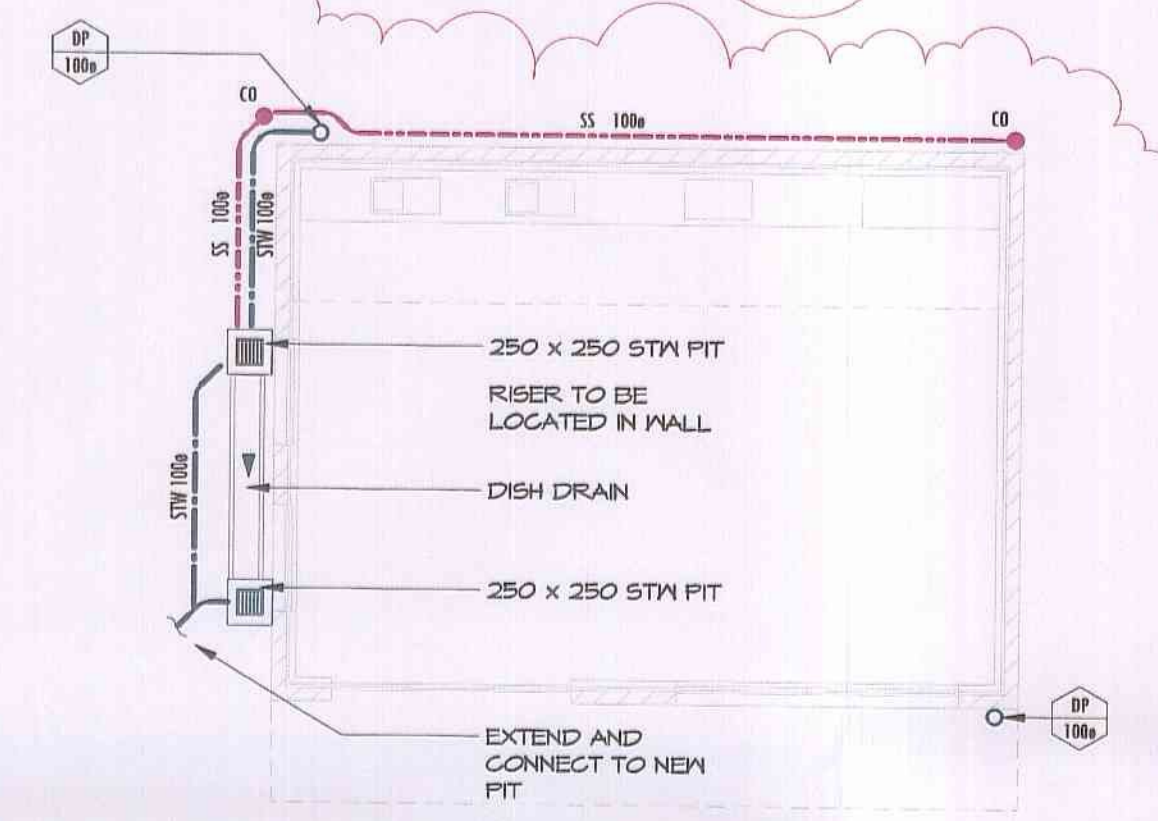 DP
100ø
CO
SS 100ø
CO
SS 100ø
STW 100ø
250 x 250 STW PIT
RISER TO BE
LOCATED IN WALL
STW 100ø
DISH DRAIN
250 x 250 STW PIT
DP
100ø
EXTEND AND
CONNECT TO NEW
PIT